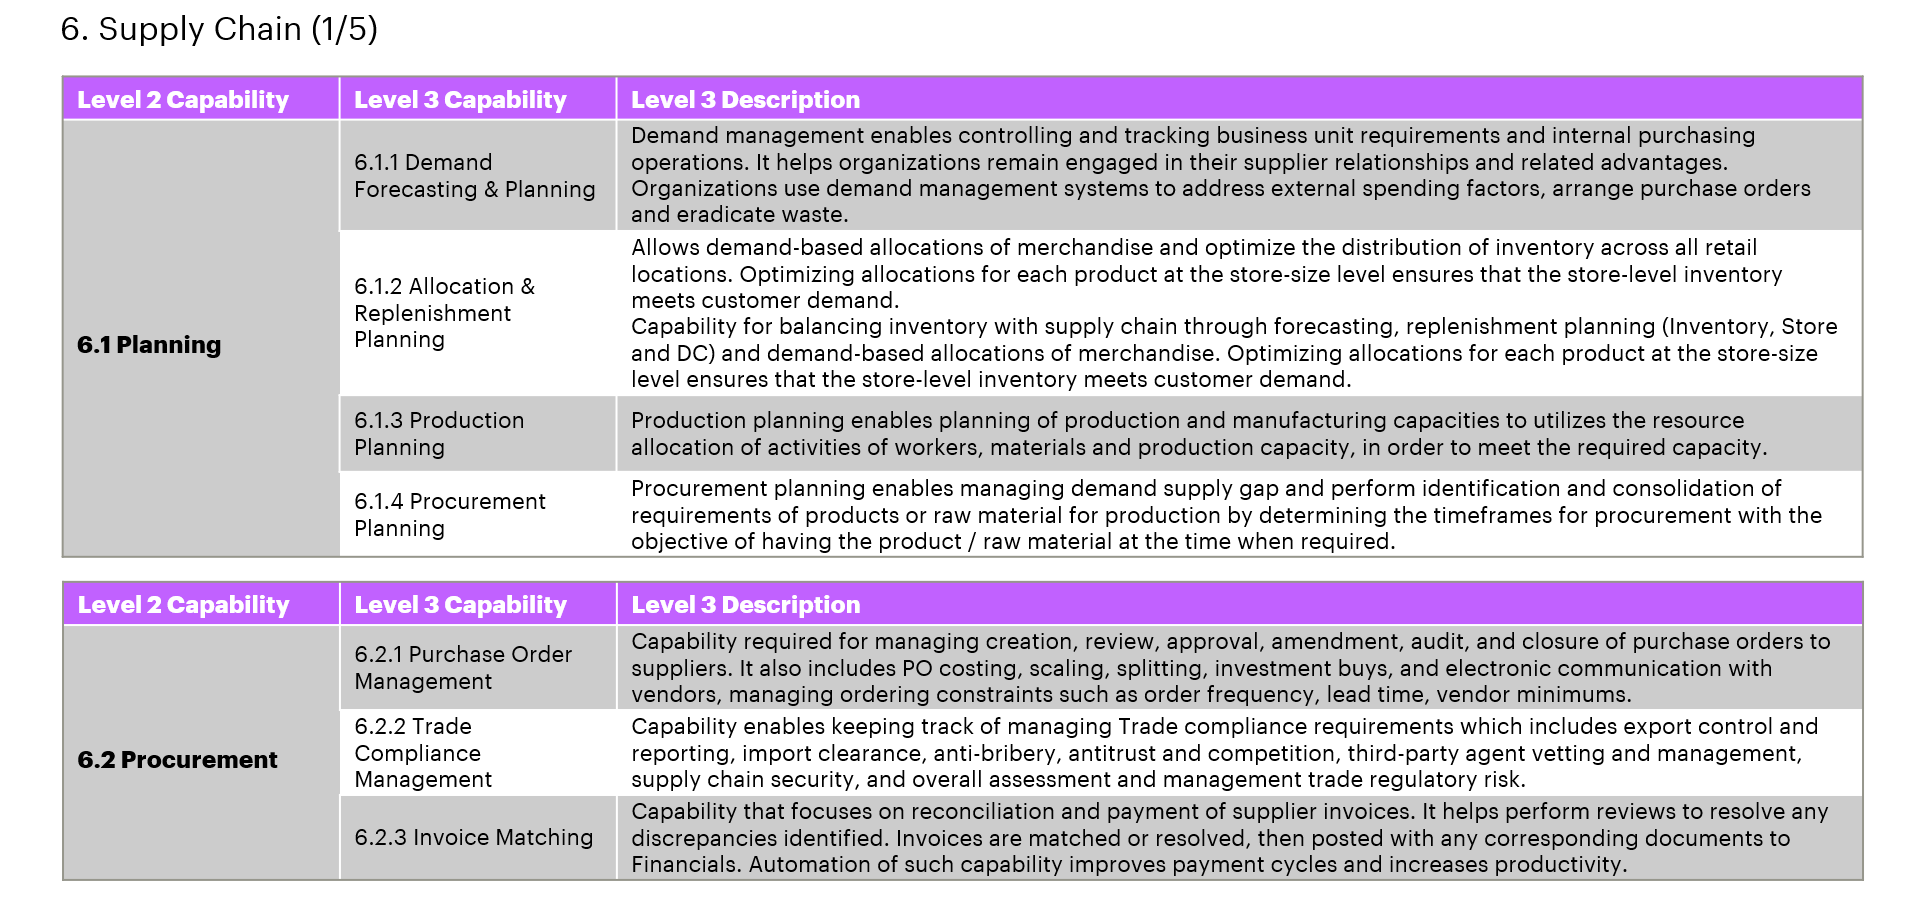 6. Supply Chain (1/5)
Level 2 Capability
Level 3 Capability
Level 3 Description
6.1 Planning
6.1.1 Demand
Forecasting & Planning
Demand management enables controlling and tracking business unit requirements and internal purchasing
operations. It helps organizations remain engaged in their supplier relationships and related advantages.
Organizations use demand management systems to address external spending factors, arrange purchase orders
and eradicate waste.
6.1.2 Allocation &
Replenishment
Planning
Allows demand-based allocations of merchandise and optimize the distribution of inventory across all retail
locations. Optimizing allocations for each product at the store-size level ensures that the store-level inventory
meets customer demand.
Capability for balancing inventory with supply chain through forecasting, replenishment planning (Inventory, Store
and DC) and demand-based allocations of merchandise. Optimizing allocations for each product at the store-size
level ensures that the store-level inventory meets customer demand.
6.1.3 Production
Planning
Production planning enables planning of production and manufacturing capacities to utilizes the resource
allocation of activities of workers, materials and production capacity, in order to meet the required capacity.
6.1.4 Procurement
Planning
Procurement planning enables managing demand supply gap and perform identification and consolidation of
requirements of products or raw material for production by determining the timeframes for procurement with the
objective of having the product / raw material at the time when required.
Level 2 Capability
Level 3 Capability
Level 3 Description
6.2 Procurement
6.2.1 Purchase Order
Management
Capability required for managing creation, review, approval, amendment, audit, and closure of purchase orders to
suppliers. It also includes PO costing, scaling, splitting, investment buys, and electronic communication with
vendors, managing ordering constraints such as order frequency, lead time, vendor minimums.
6.2.2 Trade
Compliance
Management
Capability enables keeping track of managing Trade compliance requirements which includes export control and
reporting, import clearance, anti-bribery, antitrust and competition, third-party agent vetting and management,
supply chain security, and overall assessment and management trade regulatory risk.
6.2.3 Invoice Matching
Capability that focuses on reconciliation and payment of supplier invoices. It helps perform reviews to resolve any
discrepancies identified. Invoices are matched or resolved, then posted with any corresponding documents to
Financials. Automation of such capability improves payment cycles and increases productivity.